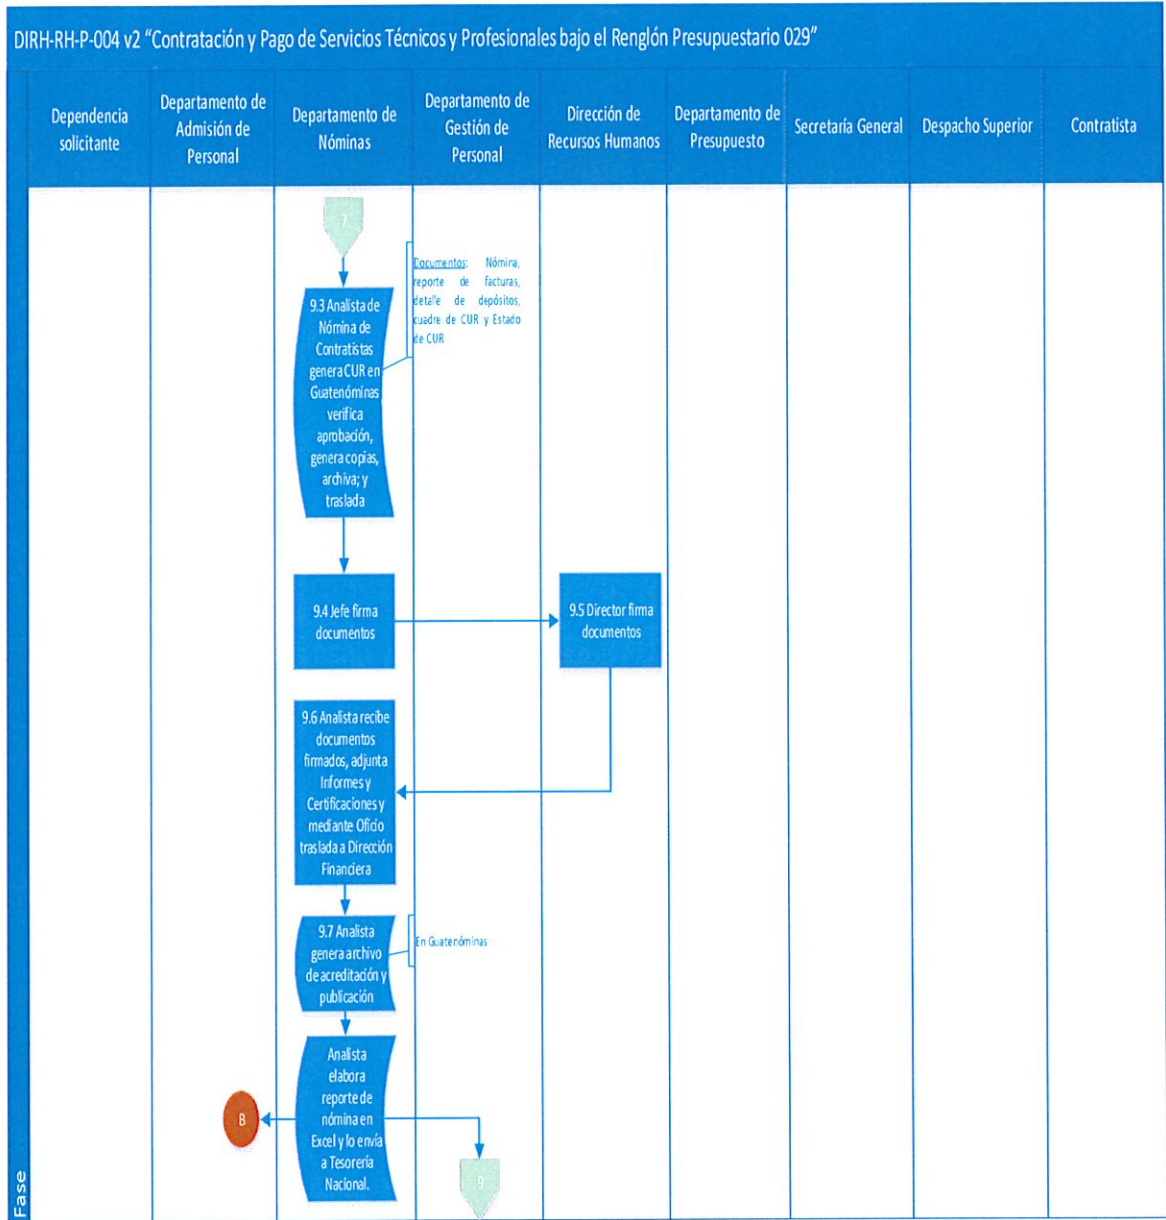 DIRH-RH-P-004 v2 “Contratación y Pago de Servicios Técnicos y Profesionales bajo el Renglón Presupuestario 029”
Dependencia
solicitante
Departamento de
Admisión de
Personal
Departamento de
Nóminas
Departamento de
Gestión de
Personal
Dirección de
Recursos Humanos
Departamento de
Presupuesto
Secretaría General
Despacho Superior
Contratista
7
Documentos: Nómina,
reporte de facturas,
detalle de depósitos,
cuadre de CUR y Estado
de CUR
9.3 Analista de
Nómina de
Contratistas
genera CUR en
Guatenóminas
verifica
aprobación,
genera copias,
archiva; y
traslada
9.4 Jefe firma
documentos
9.5 Director firma
documentos
9.6 Analista recibe
documentos
firmados, adjunta
Informes y
Certificaciones y
mediante Oficio
traslada a Dirección
Financiera
9.7 Analista
genera archivo
de acreditación y
publicación
En Guatenóminas
Analista
elabora
reporte de
nómina en
Excel y lo envía
a Tesorería
Nacional.
B
9
Fase